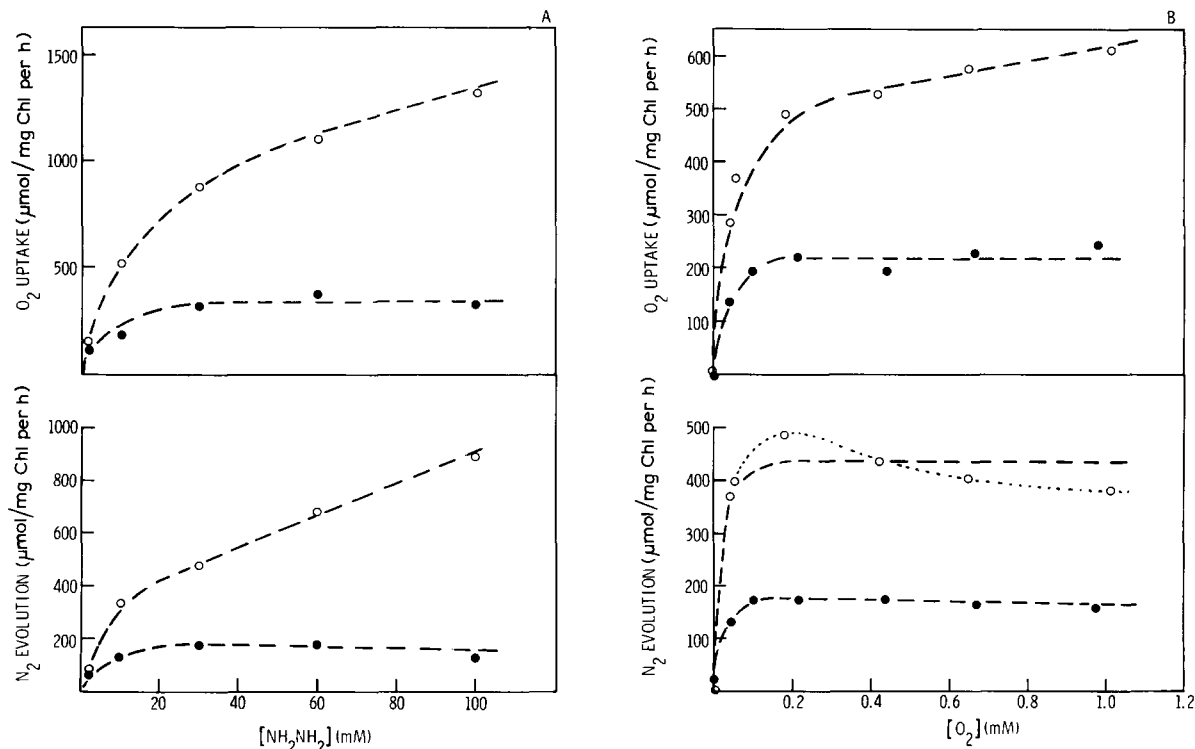 A
1500
1000
500
O2 UPTAKE (μmol/mg Chl per h)
1000
800
600
400
200
N2 EVOLUTION (μmol/mg Chl per h)
20 40 60 80 100
[NH2NH2] (mM)
B
600
500
400
300
200
100
O2 UPTAKE (μmol/mg Chl per h)
500
400
300
200
100
N2 EVOLUTION (μmol/mg Chl per h)
0.2 0.4 0.6 0.8 1.0 1.2
[O2] (mM)